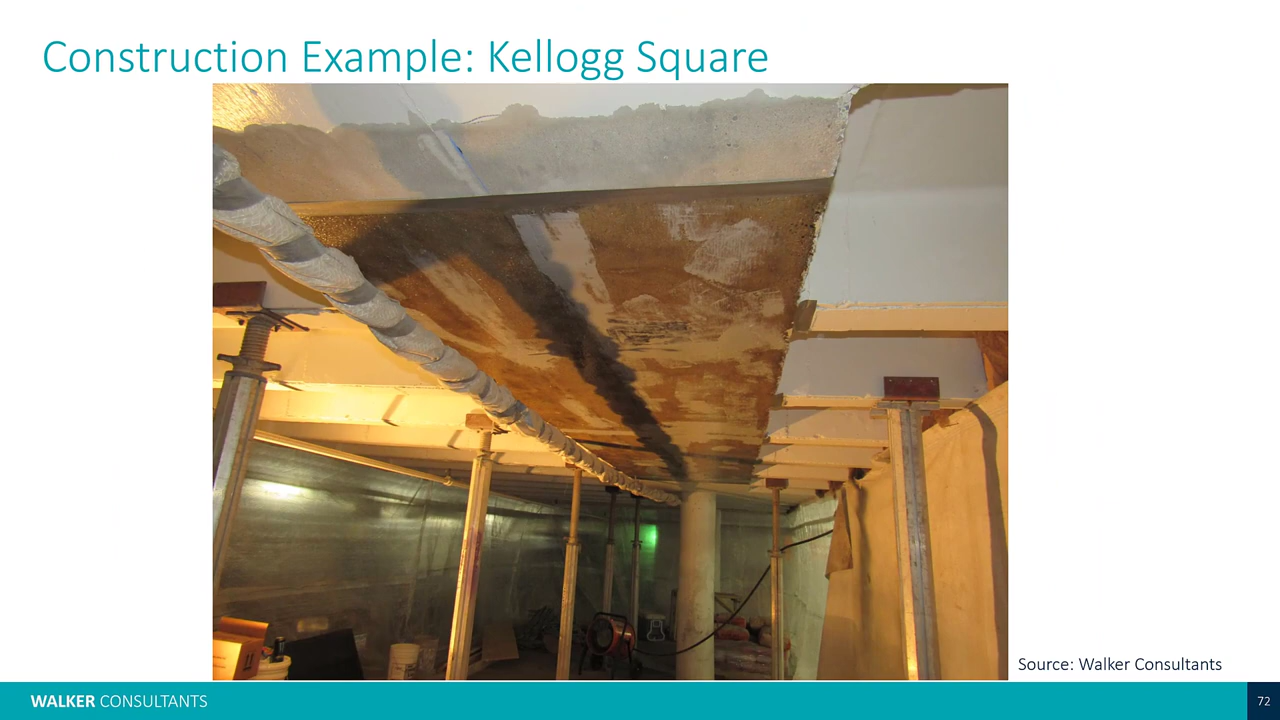 Construction Example: Kellogg Square
Source: Walker Consultants
WALKER CONSULTANTS
72